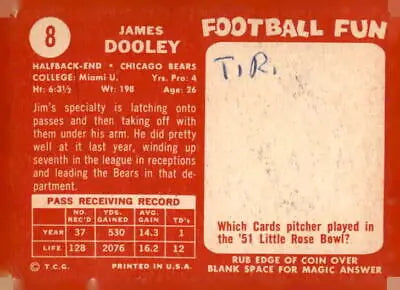 8
JAMES
DOOLEY
HALFBACK-END • CHICAGO BEARS
COLLEGE: Miami U. Yrs. Pro: 4
Ht: 6:3½ Wt: 198 Age: 26
Jim's specialty is latching onto
passes and then taking off with
them under his arm. He did pretty
well at it last year, winding up
seventh in the league in receptions
and leading the Bears in that de-
partment.
PASS RECEIVING RECORD
NO. REC'D YDS. GAINED AVG. GAIN TD's
YEAR 37 530 14.3 1
LIFE 128 2076 16.2 12
© T.C.G. PRINTED IN U.S.A.
FOOTBALL FUN
T.R.
Which Cards pitcher played in
the '51 Little Rose Bowl?
RUB EDGE OF COIN OVER
BLANK SPACE FOR MAGIC ANSWER